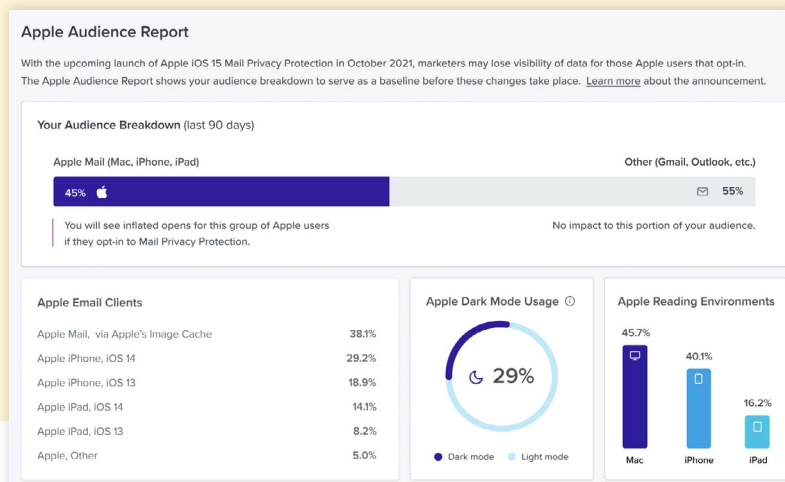 Apple Audience Report
With the upcoming launch of Apple iOS 15 Mail Privacy Protection in October 2021, marketers may lose visibility of data for those Apple users that opt-in.
The Apple Audience Report shows your audience breakdown to serve as a baseline before these changes take place. Learn more about the announcement.
Your Audience Breakdown (last 90 days)
Apple Mail (Mac, iPhone, iPad)
Other (Gmail, Outlook, etc.)
45%
55%
You will see inflated opens for this group of Apple users
if they opt-in to Mail Privacy Protection.
No impact to this portion of your audience.
Apple Email Clients
Apple Mail, via Apple's Image Cache 38.1%
Apple iPhone, iOS 14 29.2%
Apple iPhone, iOS 13 18.9%
Apple iPad, iOS 14 14.1%
Apple iPad, iOS 13 8.2%
Apple, Other 5.0%
Apple Dark Mode Usage
29%
Dark mode Light mode
Apple Reading Environments
45.7%
40.1%
16.2%
Mac iPhone iPad